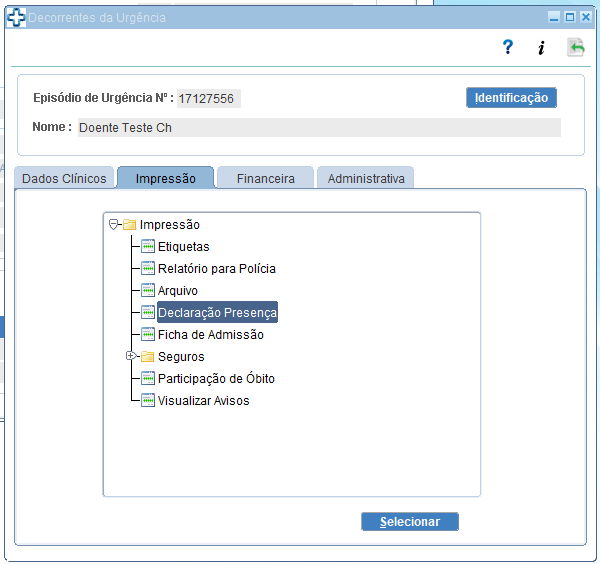 Decorrentes da Urgência
? i
Episódio de Urgência Nº : 17127556 Identificação
Nome : Doente Teste Ch
Dados Clínicos Impressão Financeira Administrativa
Impressão
Etiquetas
Relatório para Polícia
Arquivo
Declaração Presença
Ficha de Admissão
Seguros
Participação de Óbito
Visualizar Avisos
Selecionar